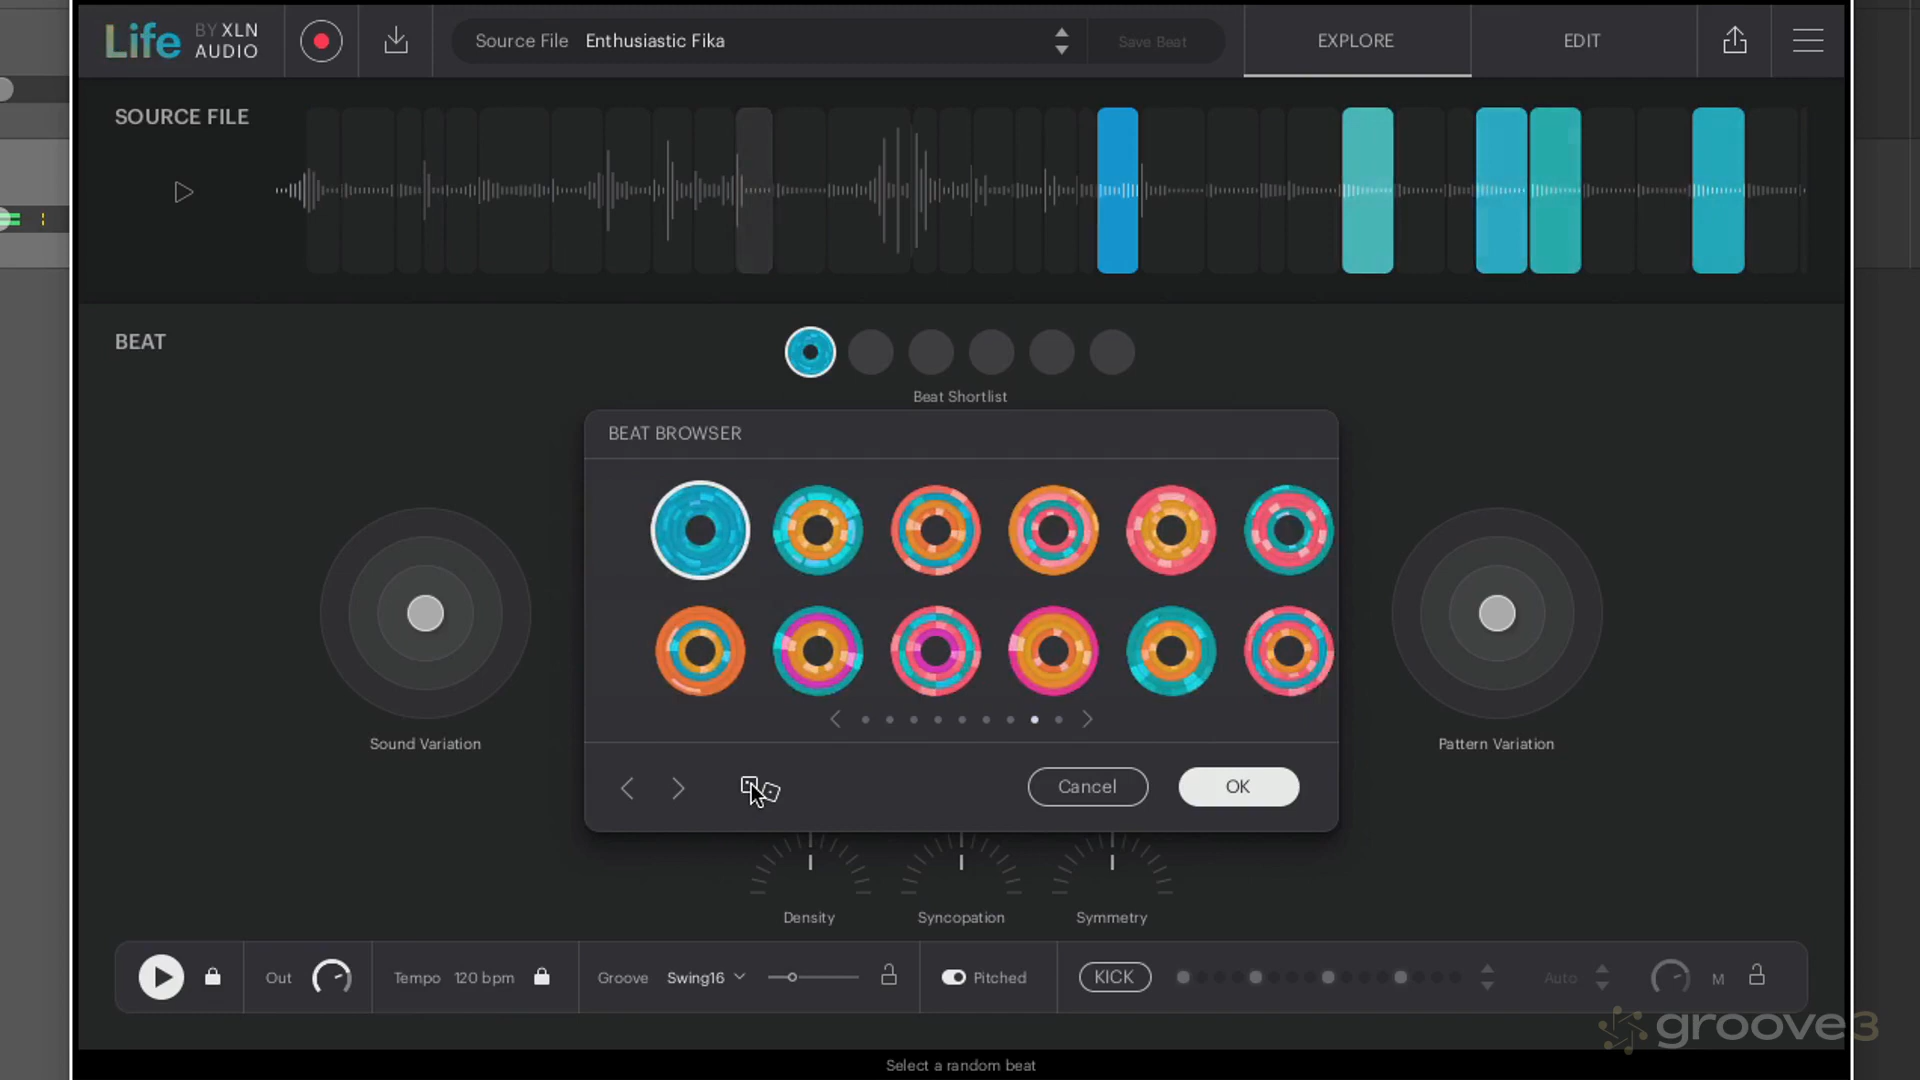 Life BY XLN AUDIO
Source File Enthusiastic Fika
Save Beat
EXPLORE
EDIT
SOURCE FILE
BEAT
Beat Shortlist
BEAT BROWSER
Sound Variation
Pattern Variation
Cancel
OK
Density
Syncopation
Symmetry
Out
Tempo 120 bpm
Groove Swing16
Pitched
KICK
Auto
M
groove3
Select a random beat